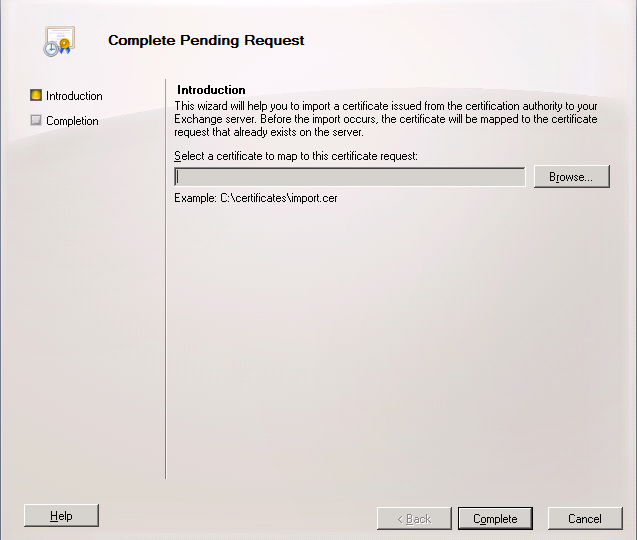 Complete Pending Request
Introduction
Completion
Introduction
This wizard will help you to import a certificate issued from the certification authority to your
Exchange server. Before the import occurs, the certificate will be mapped to the certificate
request that already exists on the server.
Select a certificate to map to this certificate request:
Browse...
Example: C:\certificates\import.cer
Help
< Back
Complete
Cancel